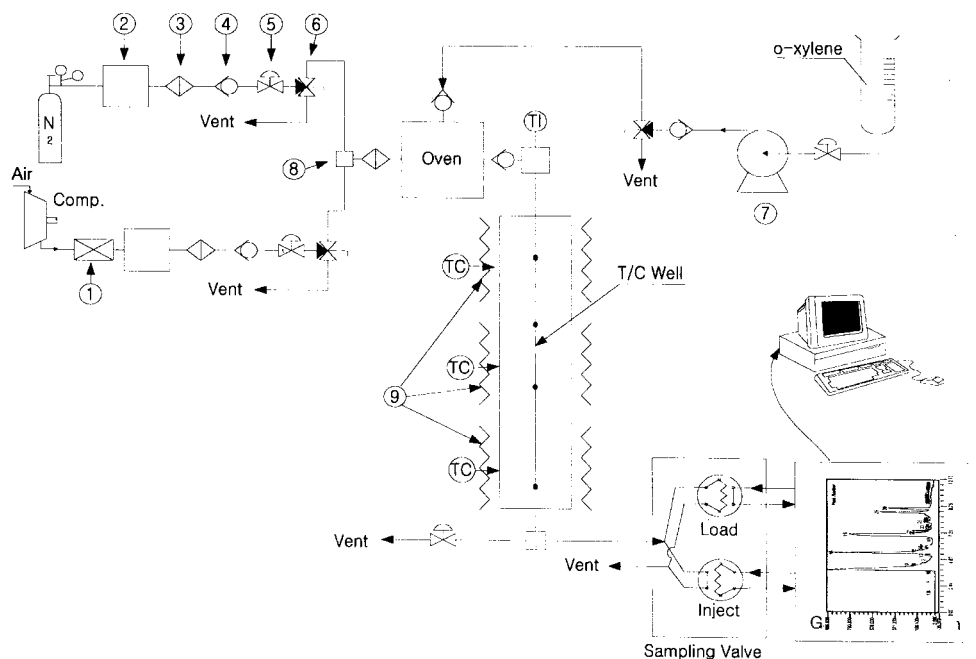 ② ③ ④ ⑤ ⑥
o-xylene
N
2
Vent
TI
Oven
Vent
⑧
⑦
Air
Comp.
TC
T/C Well
①
Vent
TC
⑨
TC
Load
Vent
Vent
Inject
G
Sampling Valve